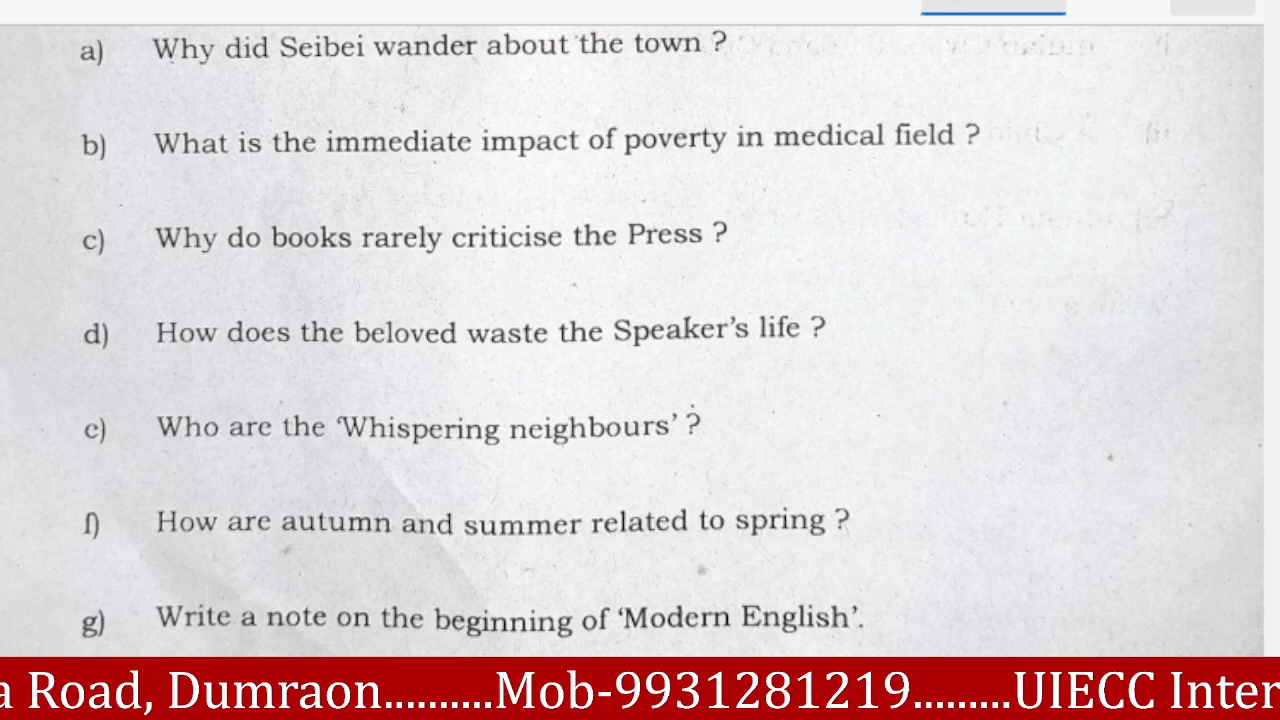 a) Why did Seibei wander about the town ?
b) What is the immediate impact of poverty in medical field ?
c) Why do books rarely criticise the Press ?
d) How does the beloved waste the Speaker's life ?
e) Who are the 'Whispering neighbours' ?
f) How are autumn and summer related to spring ?
g) Write a note on the beginning of 'Modern English'.
a Road, Dumraon..........Mob-9931281219.........UIECC Inter